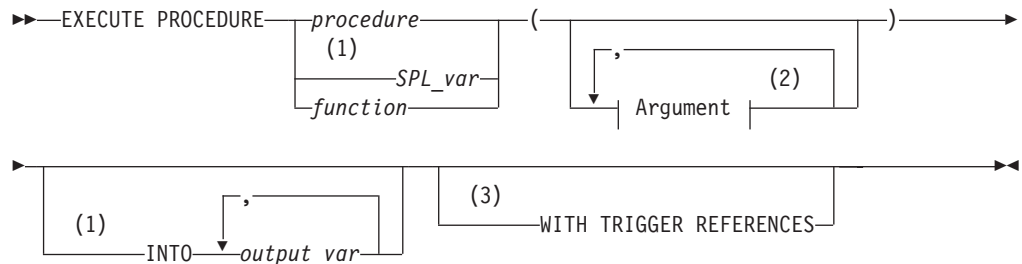 EXECUTE PROCEDURE procedure ( )
(1)
SPL_var
function
,
(2)
Argument
(1)
INTO
,
output var
(3)
WITH TRIGGER REFERENCES